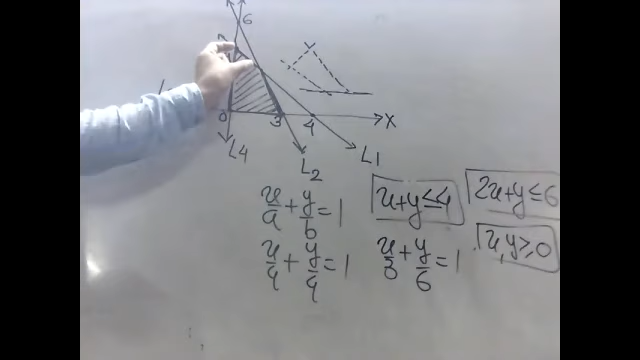 6
0 3 4 X
L4 L2 L1
x/a + y/b = 1 x+y≤4 2x+y≤6
x/4 + y/4 = 1 x/3 + y/6 = 1 x,y≥0